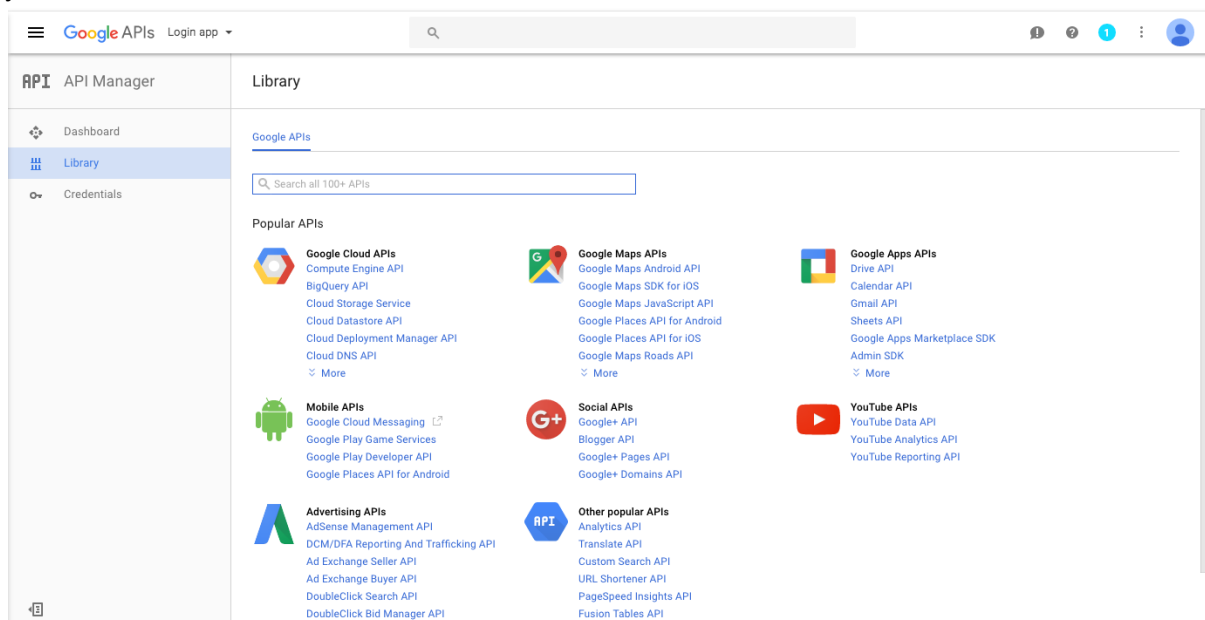 Google APIs Login app
1
API API Manager
Library
Dashboard
Library
Credentials
Google APIs
Search all 100+ APIs
Popular APIs
Google Cloud APIs
Compute Engine API
BigQuery API
Cloud Storage Service
Cloud Datastore API
Cloud Deployment Manager API
Cloud DNS API
More
G
Google Maps APIs
Google Maps Android API
Google Maps SDK for iOS
Google Maps JavaScript API
Google Places API for Android
Google Places API for iOS
Google Maps Roads API
More
Google Apps APIs
Drive API
Calendar API
Gmail API
Sheets API
Google Apps Marketplace SDK
Admin SDK
More
Mobile APIs
Google Cloud Messaging
Google Play Game Services
Google Play Developer API
Google Places API for Android
G+
Social APIs
Google+ API
Blogger API
Google+ Pages API
Google+ Domains API
YouTube APIs
YouTube Data API
YouTube Analytics API
YouTube Reporting API
Advertising APIs
AdSense Management API
DCM/DFA Reporting And Trafficking API
Ad Exchange Seller API
Ad Exchange Buyer API
DoubleClick Search API
DoubleClick Bid Manager API
API
Other popular APIs
Analytics API
Translate API
Custom Search API
URL Shortener API
PageSpeed Insights API
Fusion Tables API